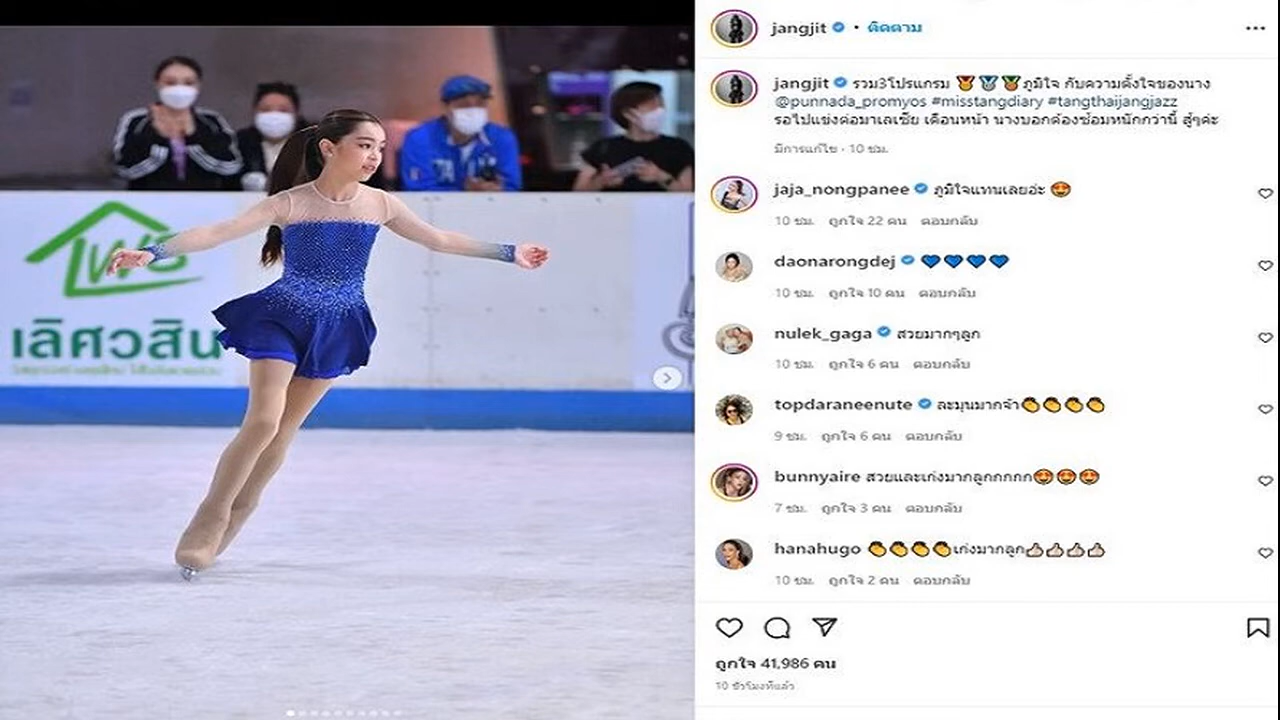 LWS
เลิศวสิน
jangjit • ติดตาม
jangjit รวม3โปรแกรม 🥇🥈🥉ภูมิใจ กับความตั้งใจของนาง
@punnada_promyos #misstangdiary #tangthaijangjazz
รอไปแข่งต่อมาเลเซีย เดือนหน้า นางบอกต้องซ้อมหนักกว่านี้ สู้ๆค่ะ
มีการแก้ไข · 10 ชม.
jaja_nongpanee ภูมิใจแทนเลยอ่ะ 😍
10 ชม. ถูกใจ 22 คน ตอบกลับ
daonarongdej 💙💙💙💙
10 ชม. ถูกใจ 10 คน ตอบกลับ
nulek_gaga สวยมากๆลูก
10 ชม. ถูกใจ 6 คน ตอบกลับ
topdaraneenute ละมุนมากจ้า👏👏👏👏
9 ชม. ถูกใจ 6 คน ตอบกลับ
bunnyaire สวยและเก่งมากลูกกกกก😍😍😍
7 ชม. ถูกใจ 3 คน ตอบกลับ
hanahugo 👏👏👏👏เก่งมากลูก👍🏻👍🏻👍🏻👍🏻
10 ชม. ถูกใจ 2 คน ตอบกลับ
ถูกใจ 41,986 คน
10 ชั่วโมงที่แล้ว